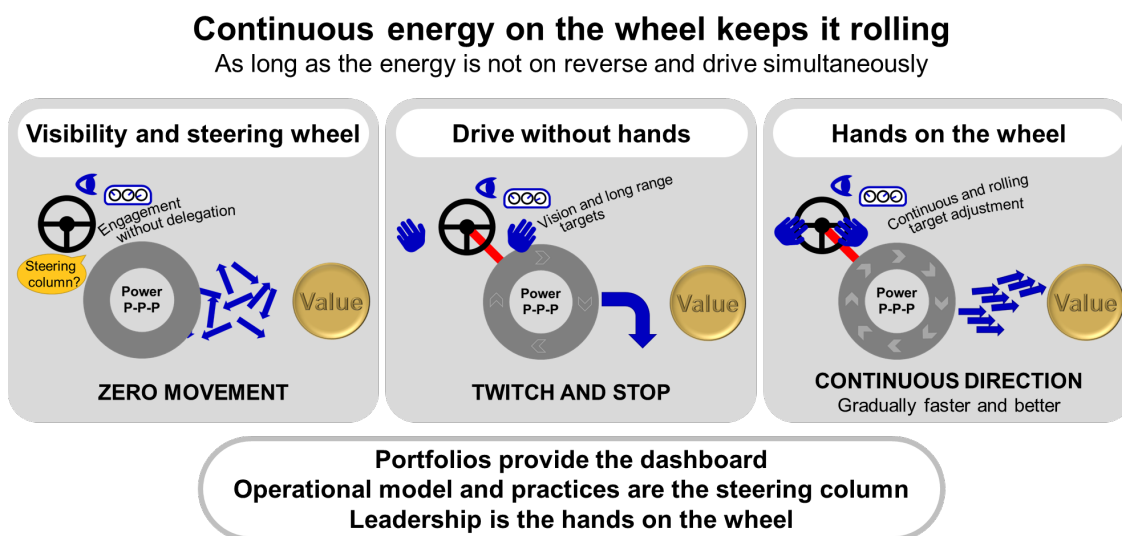 Continuous energy on the wheel keeps it rolling
As long as the energy is not on reverse and drive simultaneously
Visibility and steering wheel
Engagement
without delegation
Steering
column?
Power
P-P-P
Value
ZERO MOVEMENT
Drive without hands
Vision and long range
targets
Power
P-P-P
Value
TWITCH AND STOP
Hands on the wheel
Continuous and rolling
target adjustment
Power
P-P-P
Value
CONTINUOUS DIRECTION
Gradually faster and better
Portfolios provide the dashboard
Operational model and practices are the steering column
Leadership is the hands on the wheel